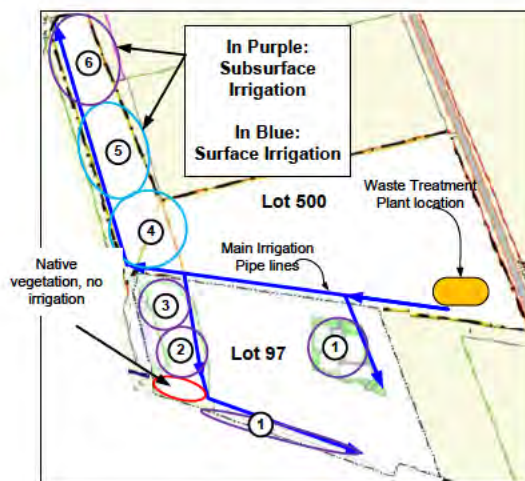 In Purple:
Subsurface
Irrigation
In Blue:
Surface Irrigation
6
5
4
Lot 500
Waste Treatment
Plant location
Main Irrigation
Pipe lines
Native
vegetation, no
irrigation
3
2
Lot 97
1
1